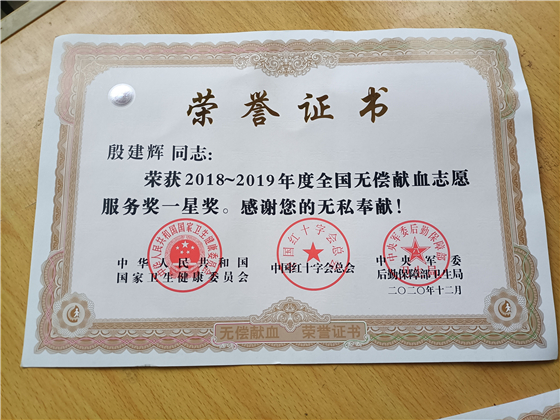 荣誉证书
殷建辉 同志：
荣获2018~2019年度全国无偿献血志愿
服务奖一星奖。感谢您的无私奉献！
中华人民共和国
国家卫生健康委员会
中国红十字会总会
中央军委
后勤保障部卫生局
二〇二〇年十二月
无偿献血 荣誉证书